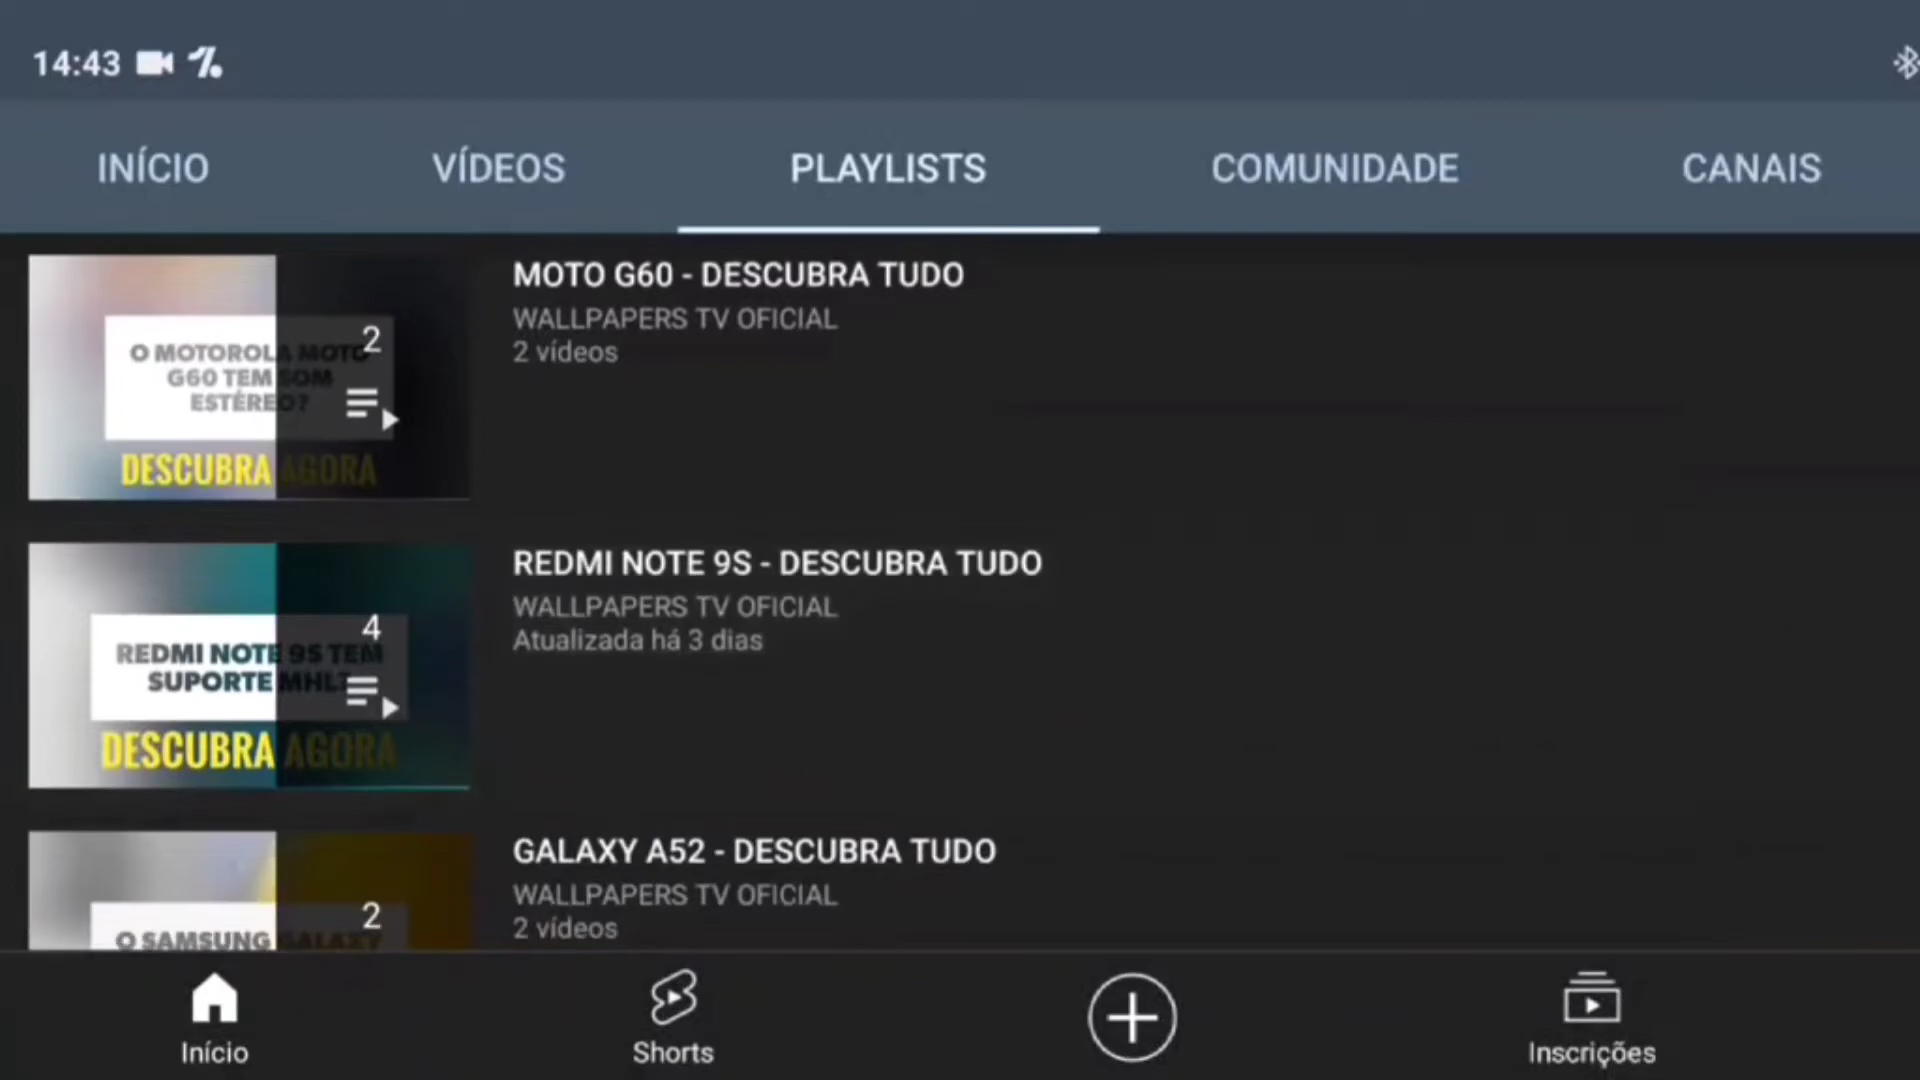 14:43
INÍCIO VÍDEOS PLAYLISTS COMUNIDADE CANAIS
MOTO G60 - DESCUBRA TUDO
WALLPAPERS TV OFICIAL
2 vídeos
2
O MOTOROLA MOTO
G60 TEM SOM
ESTÉREO?
DESCUBRA AGORA
REDMI NOTE 9S - DESCUBRA TUDO
WALLPAPERS TV OFICIAL
Atualizada há 3 dias
4
REDMI NOTE 9S TEM
SUPORTE MHL?
DESCUBRA AGORA
GALAXY A52 - DESCUBRA TUDO
WALLPAPERS TV OFICIAL
2 vídeos
2
O SAMSUNG GALAXY
Início Shorts Inscrições